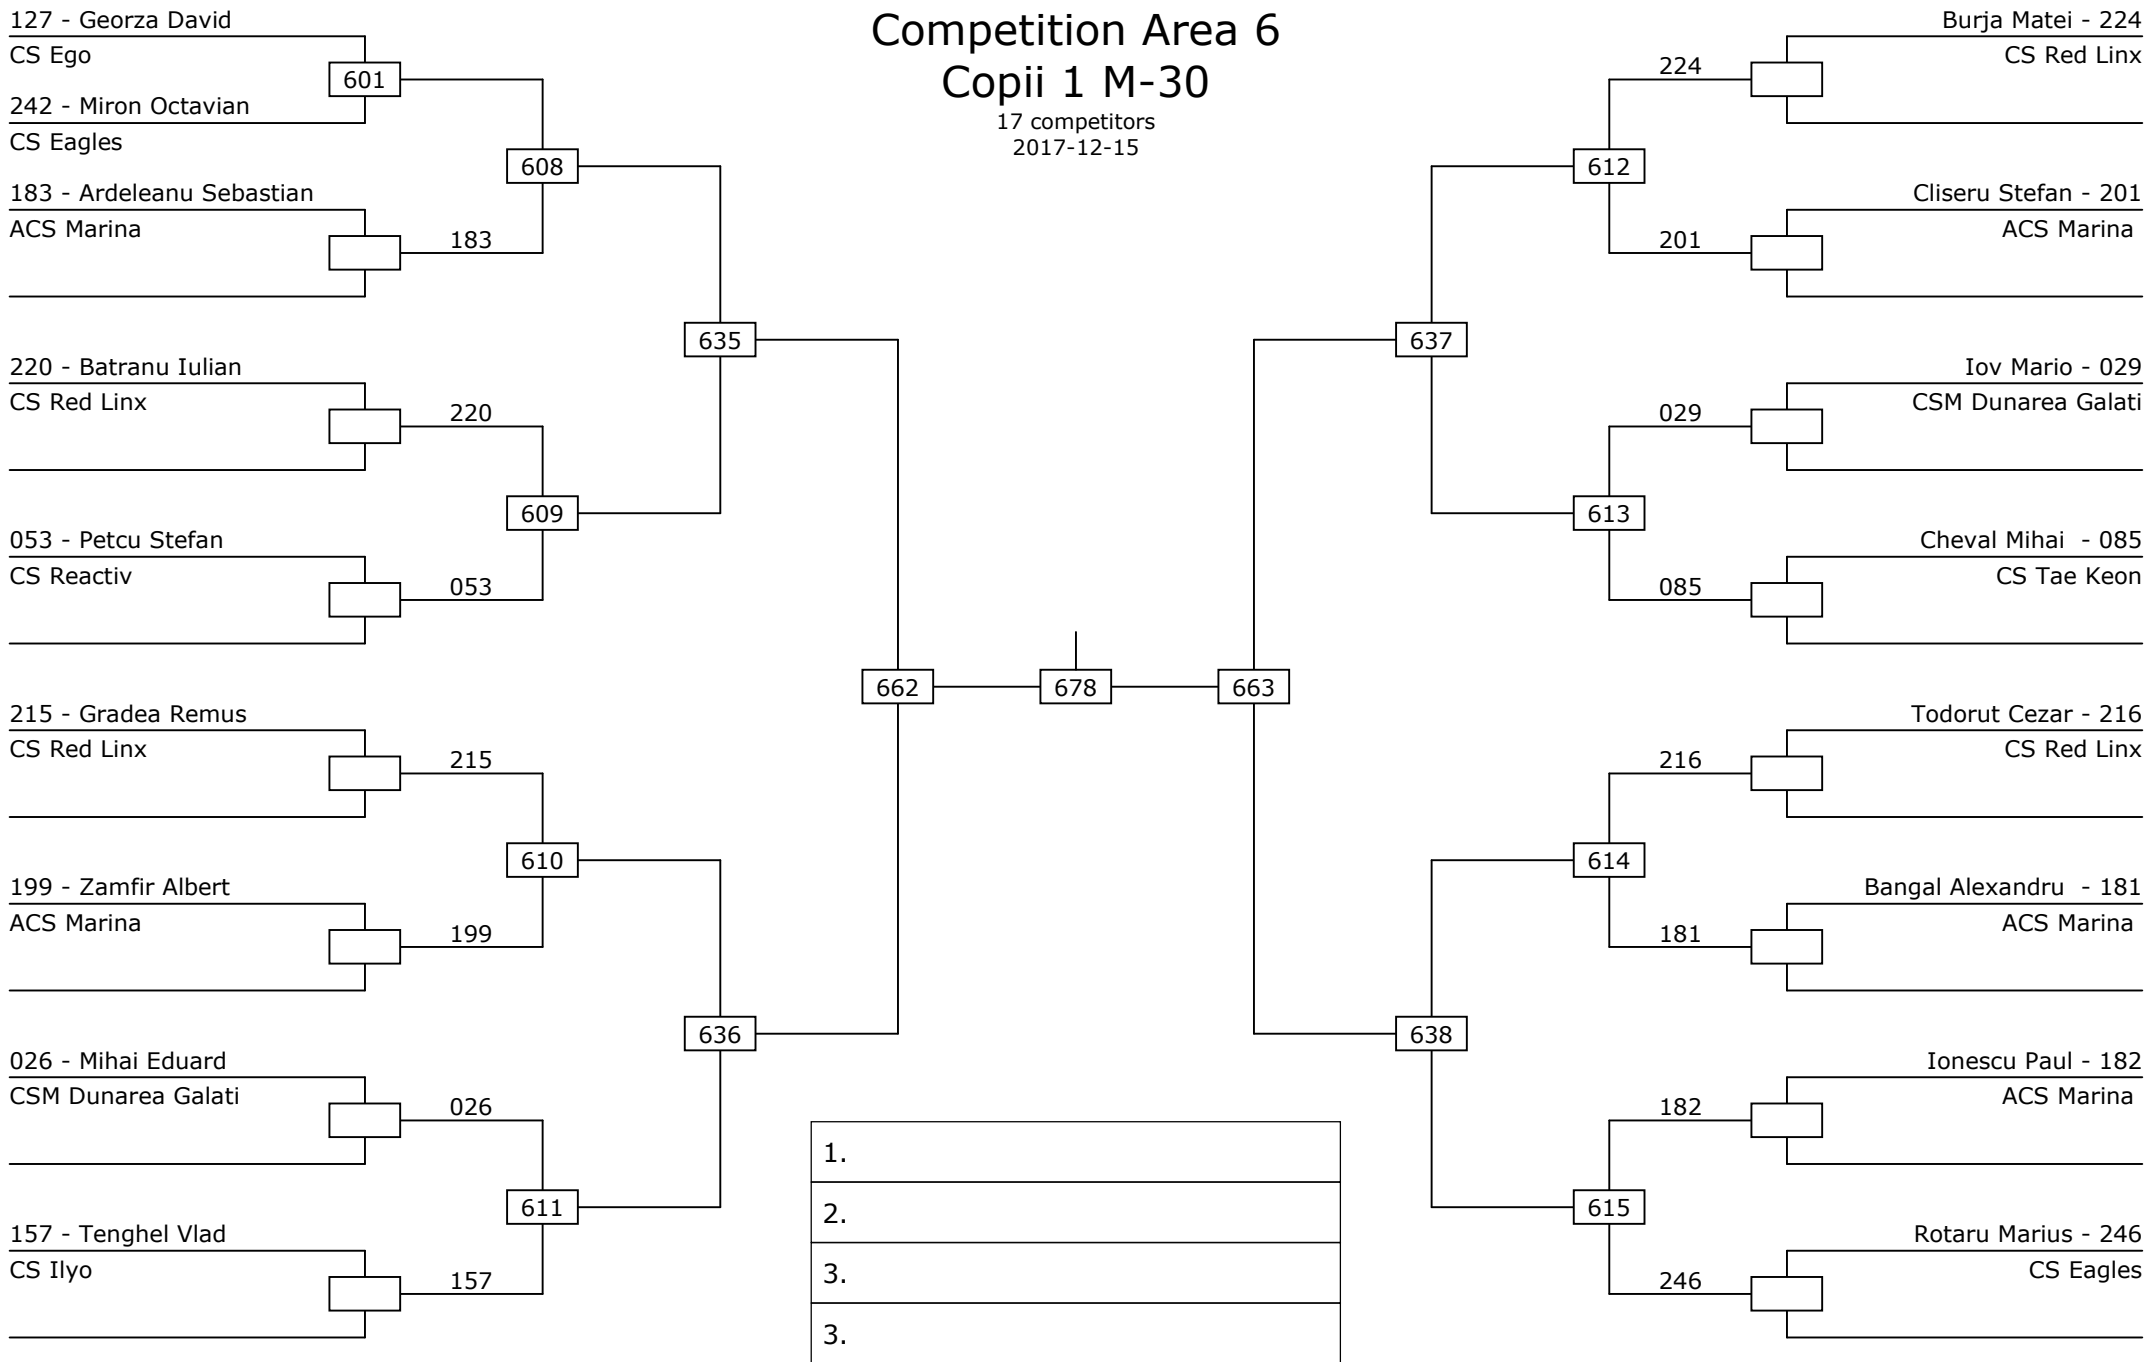 Competition Area 6
Copii 1 M-30
17 competitors
2017-12-15
127 - Georza David
CS Ego
601
242 - Miron Octavian
CS Eagles
608
183 - Ardeleanu Sebastian
ACS Marina
183
635
220 - Batranu Iulian
CS Red Linx
220
609
053 - Petcu Stefan
CS Reactiv
053
662
215 - Gradea Remus
CS Red Linx
215
610
199 - Zamfir Albert
ACS Marina
199
636
026 - Mihai Eduard
CSM Dunarea Galati
026
611
157 - Tenghel Vlad
CS Ilyo
157
678
663
Burja Matei - 224
CS Red Linx
224
612
Cliseru Stefan - 201
ACS Marina
201
637
Iov Mario - 029
CSM Dunarea Galati
029
613
Cheval Mihai  - 085
CS Tae Keon
085
Todorut Cezar - 216
CS Red Linx
216
614
Bangal Alexandru  - 181
ACS Marina
181
638
Ionescu Paul - 182
ACS Marina
182
615
Rotaru Marius - 246
CS Eagles
246
1.
2.
3.
3.